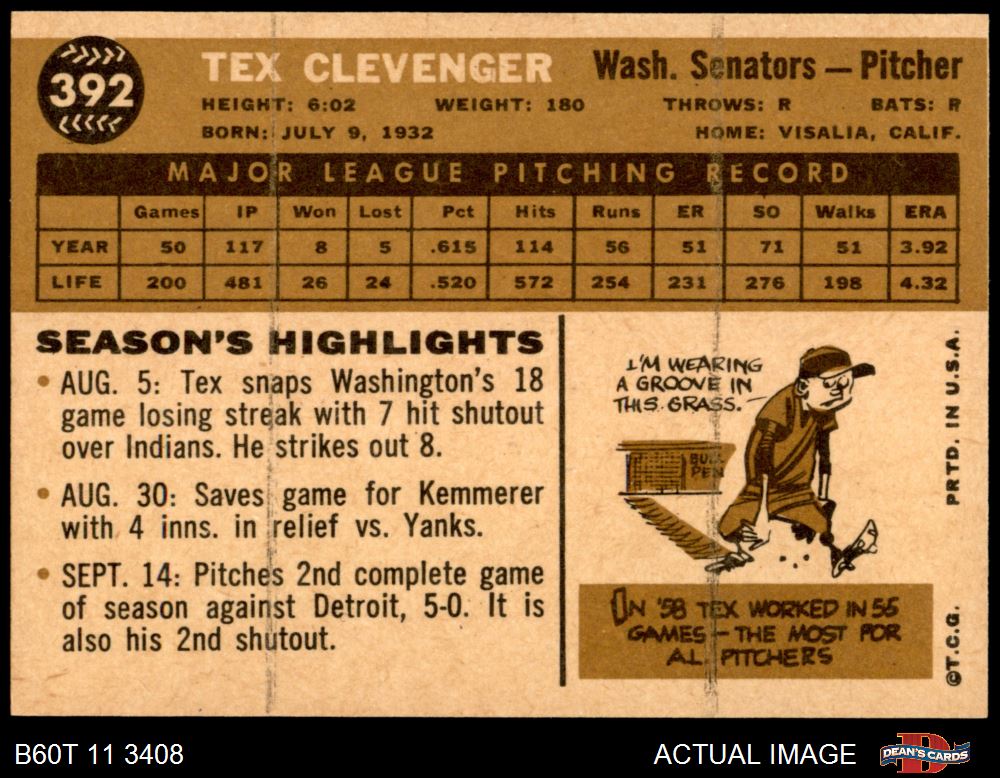 392
TEX CLEVENGER Wash. Senators — Pitcher
HEIGHT: 6:02 WEIGHT: 180 THROWS: R BATS: R
BORN: JULY 9, 1932 HOME: VISALIA, CALIF.
MAJOR LEAGUE PITCHING RECORD
Games IP Won Lost Pct Hits Runs ER SO Walks ERA
YEAR 50 117 8 5 .615 114 56 51 71 51 3.92
LIFE 200 481 26 24 .520 572 254 231 276 198 4.32
SEASON'S HIGHLIGHTS
• AUG. 5: Tex snaps Washington's 18
game losing streak with 7 hit shutout
over Indians. He strikes out 8.
• AUG. 30: Saves game for Kemmerer
with 4 inns. in relief vs. Yanks.
• SEPT. 14: Pitches 2nd complete game
of season against Detroit, 5-0. It is
also his 2nd shutout.
I'M WEARING
A GROOVE IN
THIS GRASS.
BULL
PEN
IN '58 TEX WORKED IN 55
GAMES — THE MOST FOR
AL PITCHERS
PRTD. IN U.S.A.
©T.C.G.
B60T 11 3408 ACTUAL IMAGE
DEAN'S CARDS